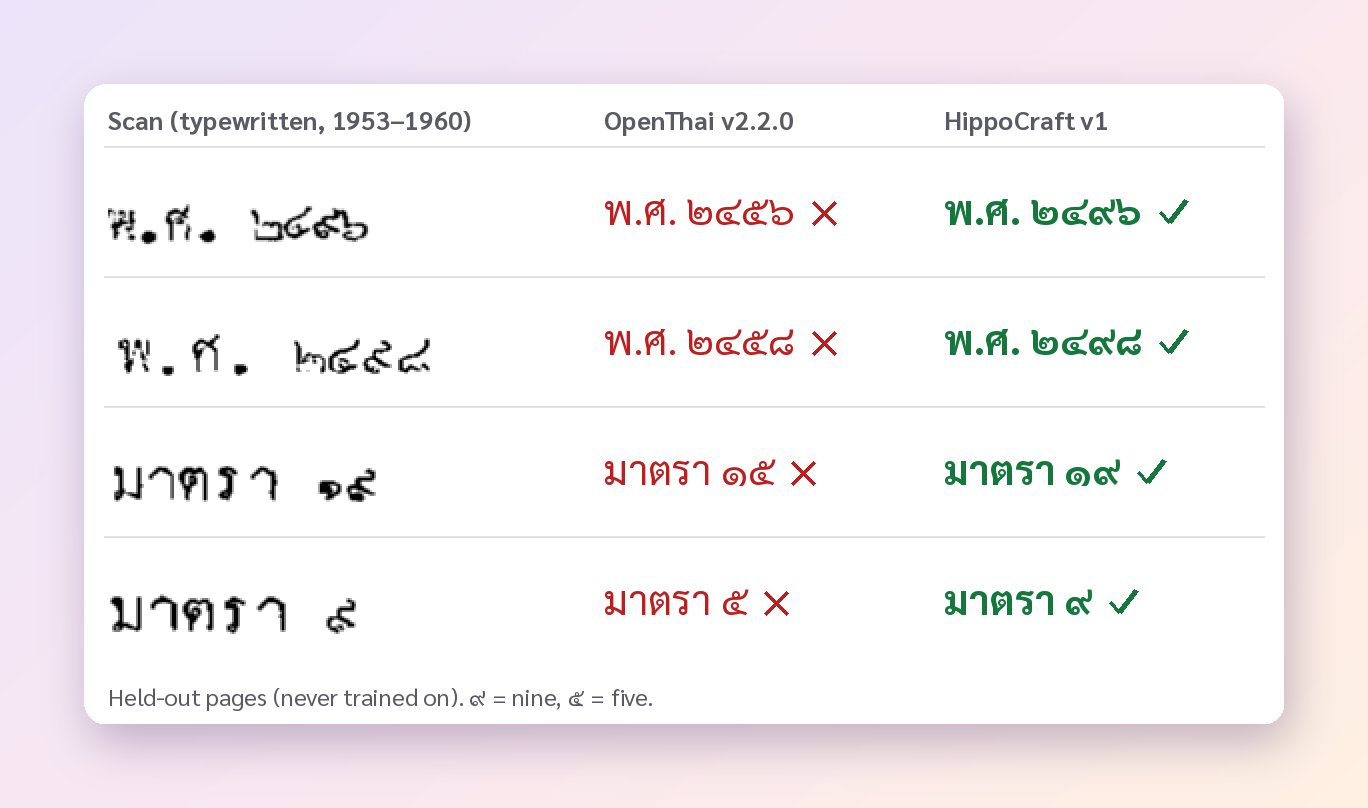 Scan (typewritten, 1953–1960) OpenThai v2.2.0 HippoCraft v1
พ.ศ. ๒๔๙๖ พ.ศ. ๒๔๕๖ ✕ พ.ศ. ๒๔๙๖ ✓
พ.ศ. ๒๔๙๘ พ.ศ. ๒๔๕๘ ✕ พ.ศ. ๒๔๙๘ ✓
มาตรา ๑๙ มาตรา ๑๕ ✕ มาตรา ๑๙ ✓
มาตรา ๙ มาตรา ๕ ✕ มาตรา ๙ ✓
Held-out pages (never trained on). ๙ = nine, ๕ = five.